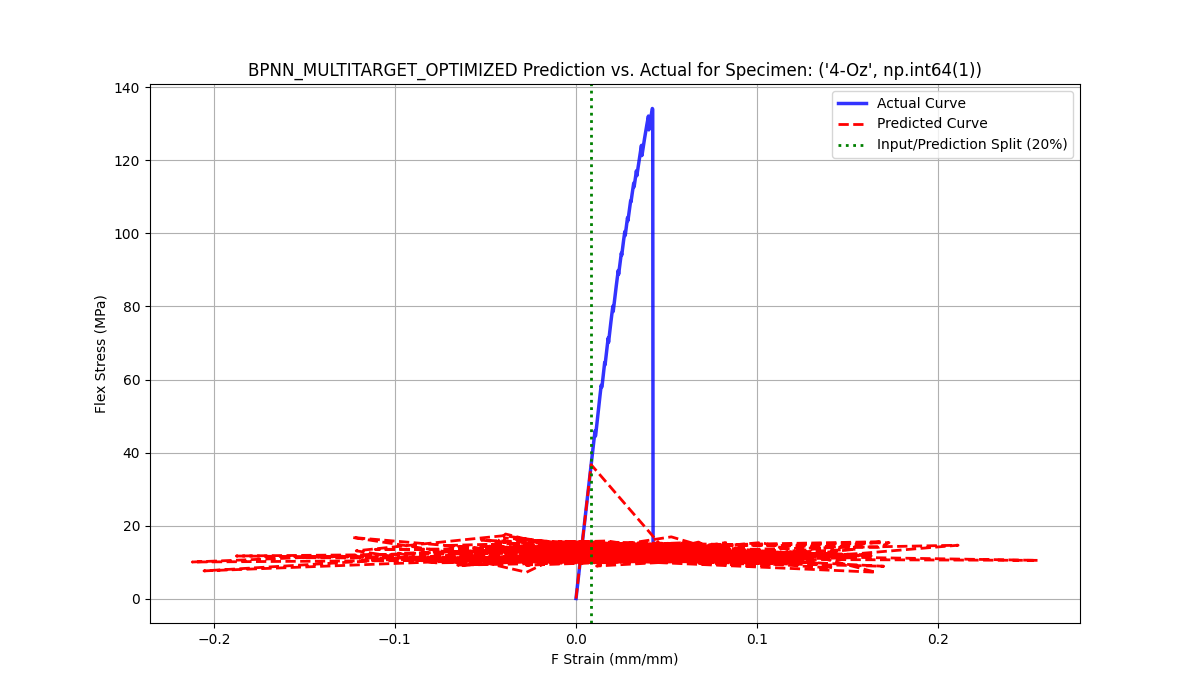 BPNN_MULTITARGET_OPTIMIZED Prediction vs. Actual for Specimen: ('4-Oz', np.int64(1))
Actual Curve
Predicted Curve
Input/Prediction Split (20%)
140
120
100
80
60
40
20
0
Flex Stress (MPa)
−0.2
−0.1
0.0
0.1
0.2
F Strain (mm/mm)